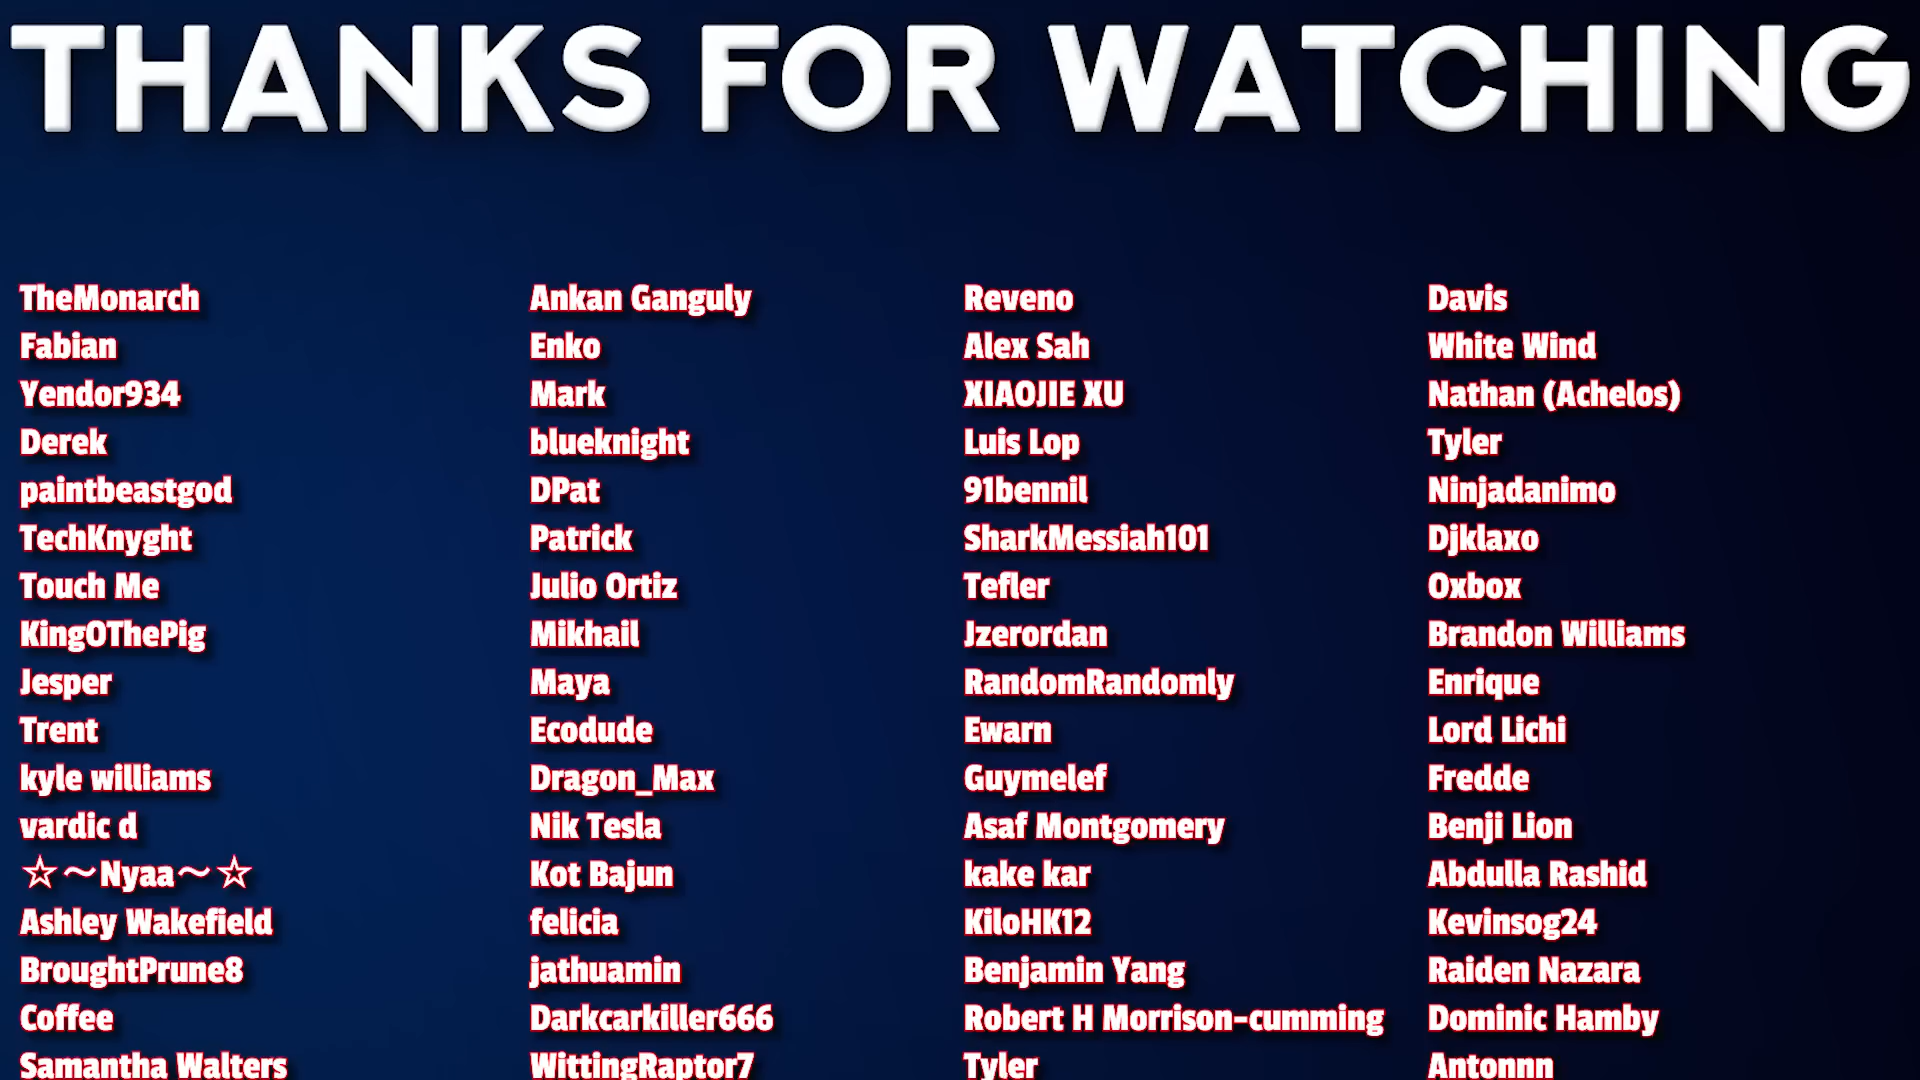 THANKS FOR WATCHING
TheMonarch
Fabian
Yendor934
Derek
paintbeastgod
TechKnyght
Touch Me
KingOThePig
Jesper
Trent
kyle williams
vardic d
☆～Nyaa～☆
Ashley Wakefield
BroughtPrune8
Coffee
Samantha Walters
Ankan Ganguly
Enko
Mark
blueknight
DPat
Patrick
Julio Ortiz
Mikhail
Maya
Ecodude
Dragon_Max
Nik Tesla
Kot Bajun
felicia
jathuamin
Darkcarkiller666
WittingRaptor7
Reveno
Alex Sah
XIAOJIE XU
Luis Lop
91bennil
SharkMessiah101
Tefler
Jzerordan
RandomRandomly
Ewarn
Guymelef
Asaf Montgomery
kake kar
KiloHK12
Benjamin Yang
Robert H Morrison-cumming
Tyler
Davis
White Wind
Nathan (Achelos)
Tyler
Ninjadanimo
Djklaxo
Oxbox
Brandon Williams
Enrique
Lord Lichi
Fredde
Benji Lion
Abdulla Rashid
Kevinsog24
Raiden Nazara
Dominic Hamby
Antonnn